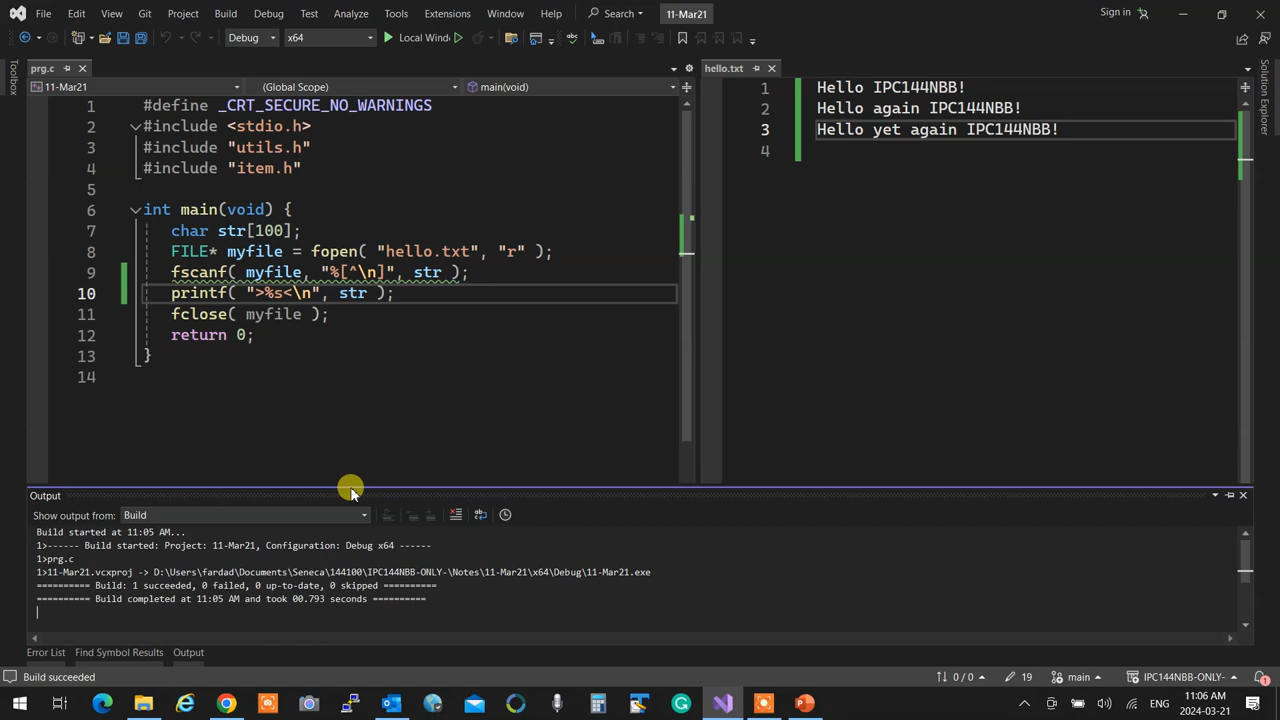 File Edit View Git Project Build Debug Test Analyze Tools Extensions Window Help Search 11-Mar21 Sign in
Debug x64 Local Wind
prg.c
11-Mar21 (Global Scope) main(void)
1 #define _CRT_SECURE_NO_WARNINGS
2 #include <stdio.h>
3 #include "utils.h"
4 #include "item.h"
5
6 int main(void) {
7 char str[100];
8 FILE* myfile = fopen( "hello.txt", "r" );
9 fscanf( myfile, "%[^\n]", str );
10 printf( ">%s<\n", str );
11 fclose( myfile );
12 return 0;
13 }
14
hello.txt
1 Hello IPC144NBB!
2 Hello again IPC144NBB!
3 Hello yet again IPC144NBB!
4
Toolbox
Solution Explorer
Output
Show output from: Build
Build started at 11:05 AM...
1>------ Build started: Project: 11-Mar21, Configuration: Debug x64 ------
1>prg.c
1>11-Mar21.vcxproj -> D:\Users\fardad\Documents\Seneca\144100\IPC144NBB-ONLY-\Notes\11-Mar21\x64\Debug\11-Mar21.exe
========== Build: 1 succeeded, 0 failed, 0 up-to-date, 0 skipped ==========
========== Build completed at 11:05 AM and took 00.793 seconds ==========
Error List Find Symbol Results Output
Build succeeded 0 / 0 19 main IPC144NBB-ONLY- 1
ENG 11:06 AM
2024-03-21